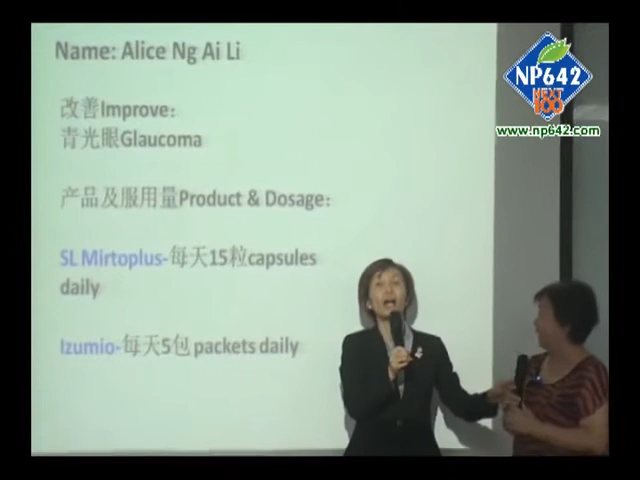 Name: Alice Ng Ai Li
改善Improve:
青光眼Glaucoma
产品及服用量Product & Dosage:
SL Mirtoplus-每天15粒capsules
daily
Izumio-每天5包 packets daily
NP642
NEXT
100
www.np642.com